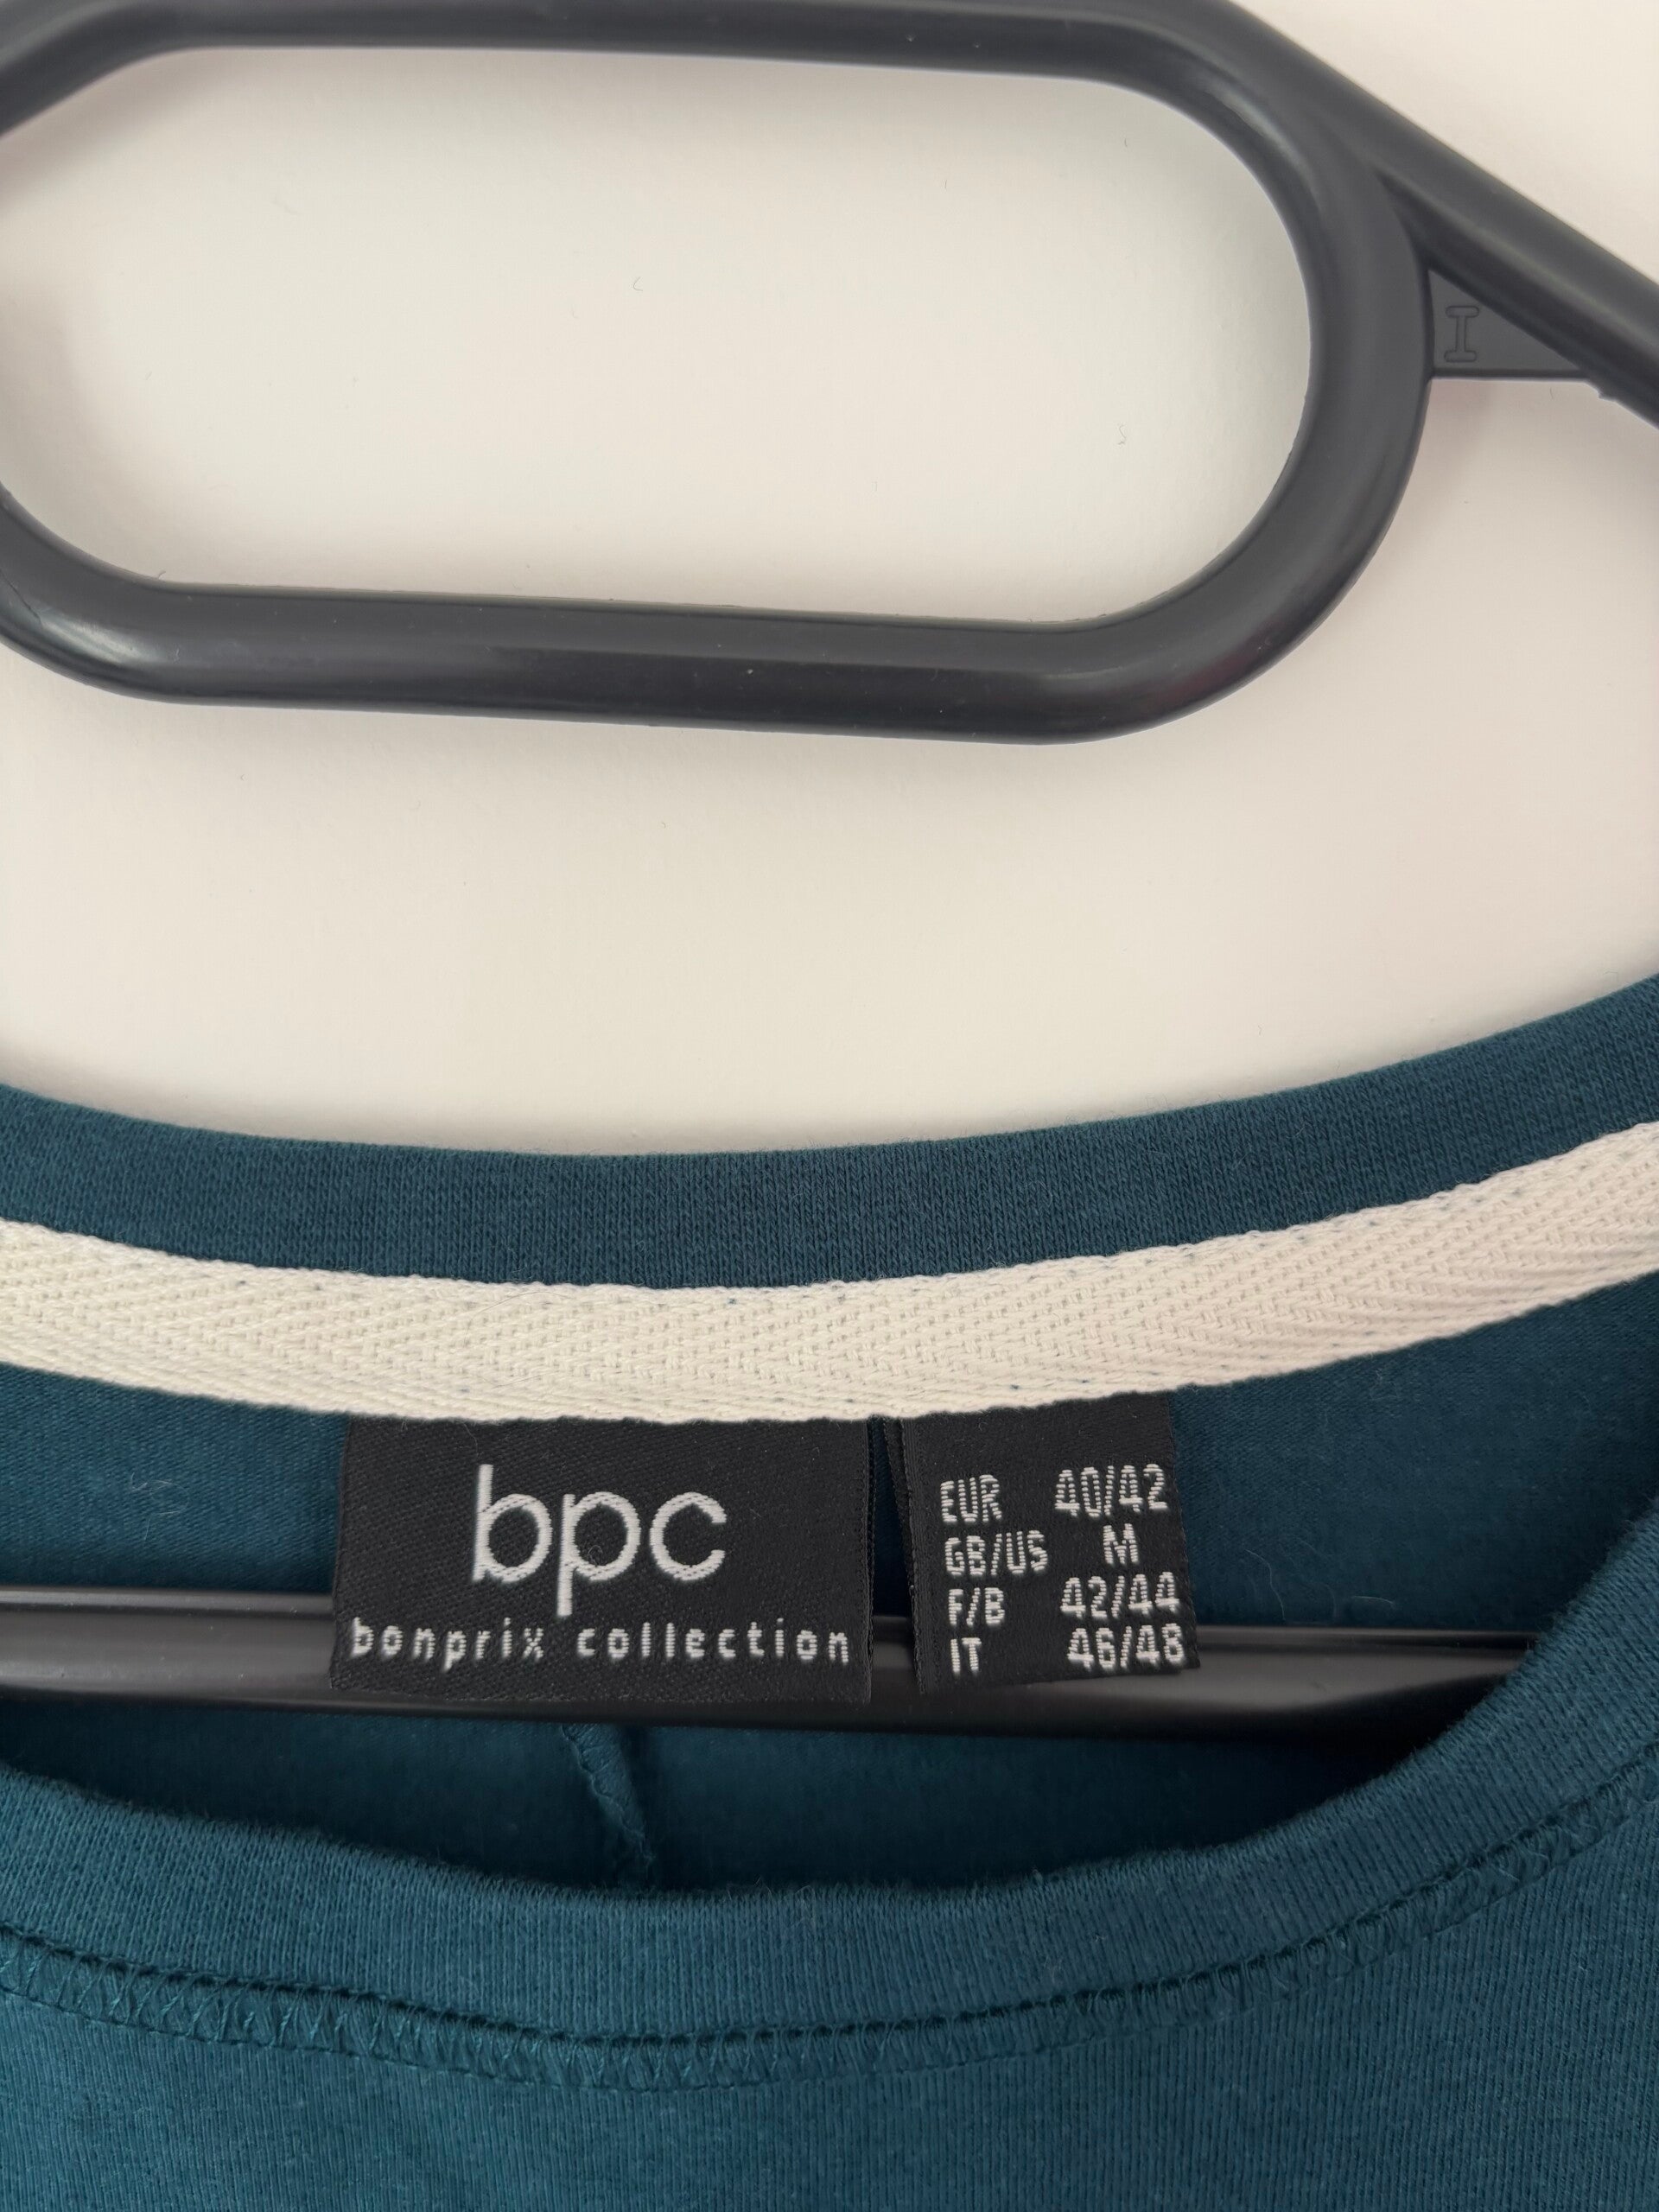 I
bpc
bonprix collection
EUR 40/42
GB/US M
F/B 42/44
IT 46/48